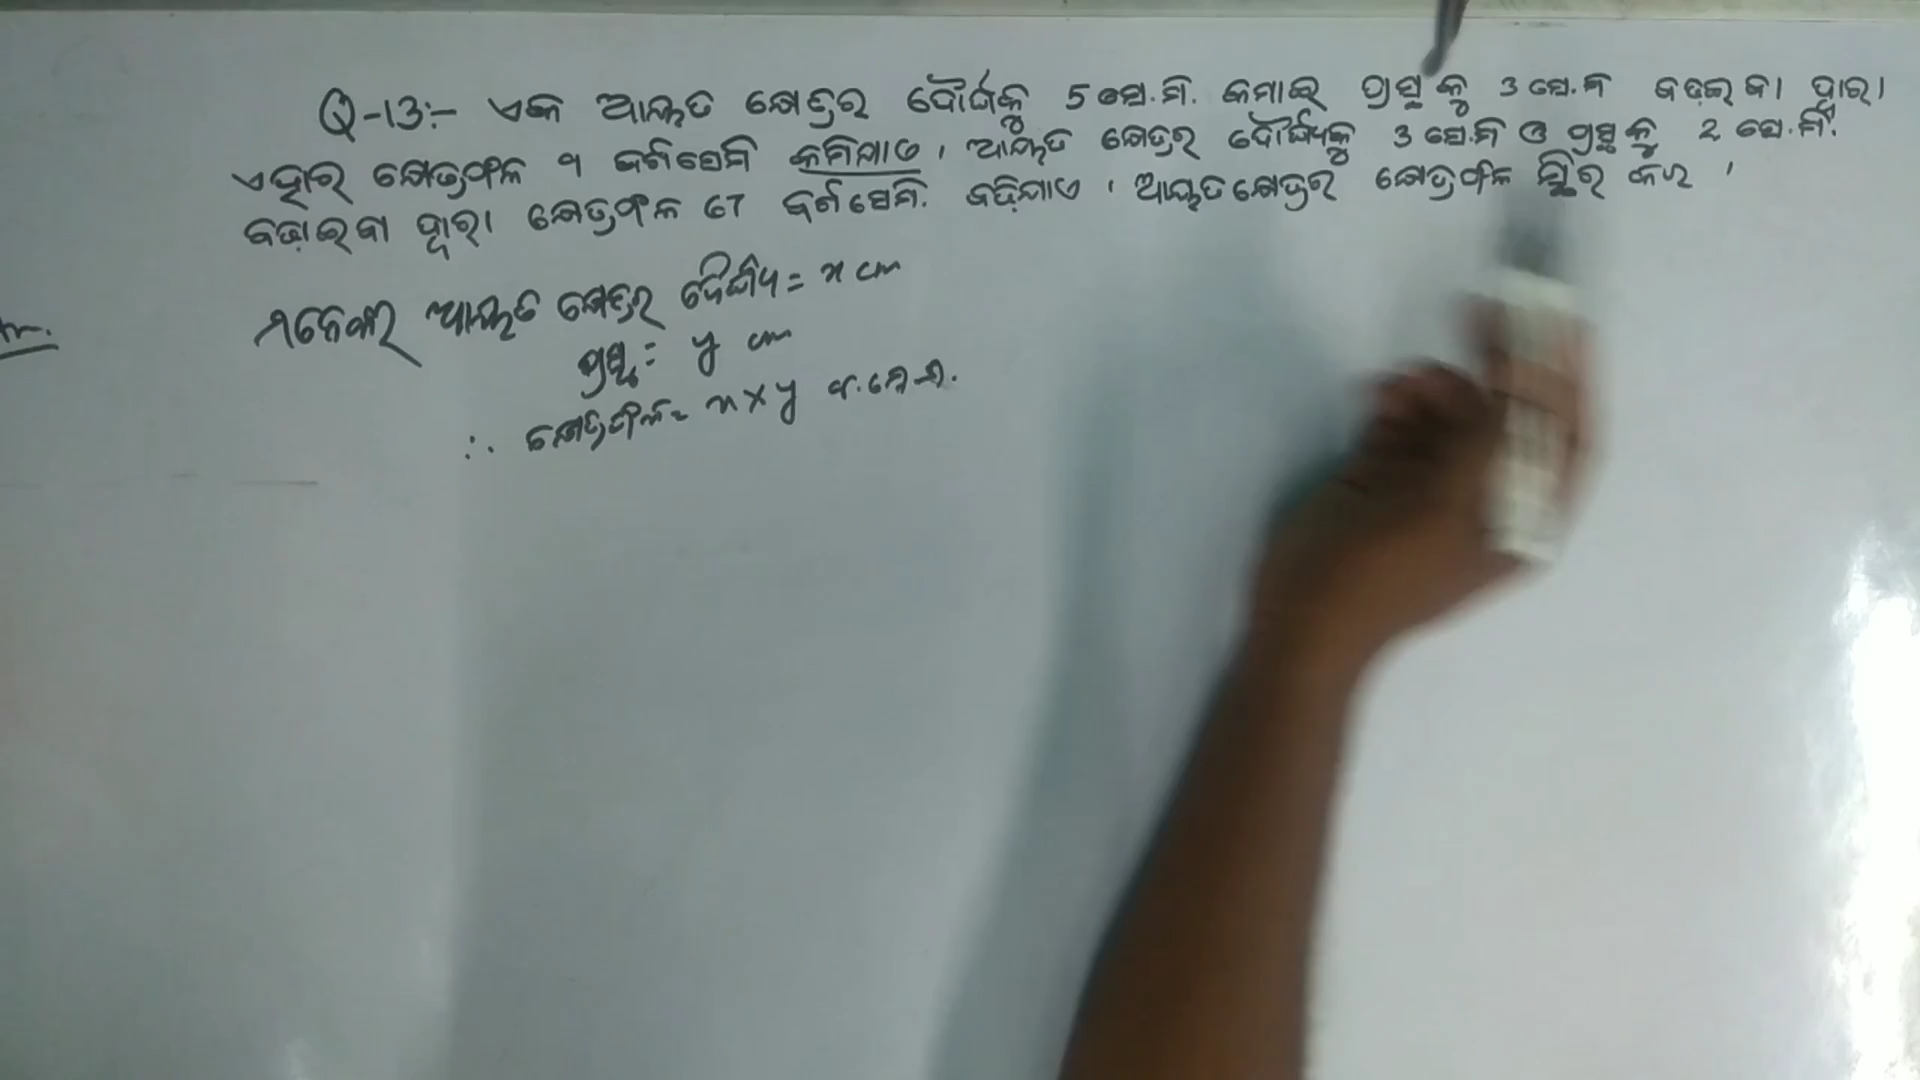 Q-13:- ଏକ ଆୟତ କ୍ଷେତ୍ରର ଦୈର୍ଘ୍ୟକୁ 5 ସେ.ମି. କମାଇ ପ୍ରସ୍ଥକୁ 3 ସେ.ମି ବଢ଼ାଇବା ଦ୍ୱାରା
ଏହାର କ୍ଷେତ୍ରଫଳ 9 ବର୍ଗସେମି କମିଯାଏ । ଆୟତ କ୍ଷେତ୍ରର ଦୈର୍ଘ୍ୟକୁ 3 ସେ.ମି ଓ ପ୍ରସ୍ଥକୁ 2 ସେ.ମି.
ବଢ଼ାଇବା ଦ୍ୱାରା କ୍ଷେତ୍ରଫଳ 67 ବର୍ଗସେମି. ବଢ଼ିଯାଏ । ଆୟତକ୍ଷେତ୍ରର କ୍ଷେତ୍ରଫଳ ସ୍ଥିର କର ।
ମନେକର ଆୟତ କ୍ଷେତ୍ରର ଦୈର୍ଘ୍ୟ = x cm
ପ୍ରସ୍ଥ = y cm
∴ କ୍ଷେତ୍ରଫଳ = x × y ବ.ସେ.ମି.